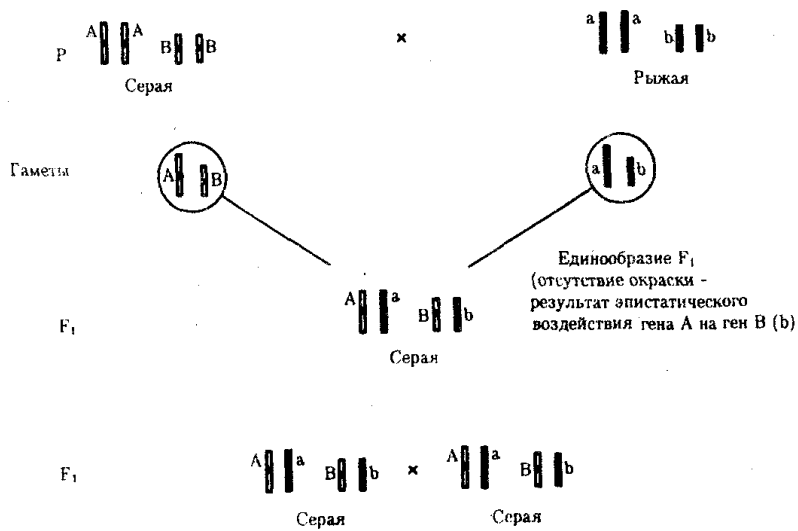 A A B B × a a b b
P
Серая Рыжая
Гаметы A B a b
Единообразие F₁
(отсутствие окраски -
результат эпистатического
воздействия гена A на ген B (b)
F₁ A a B b
Серая
F₁ A a B b × A a B b
Серая Серая